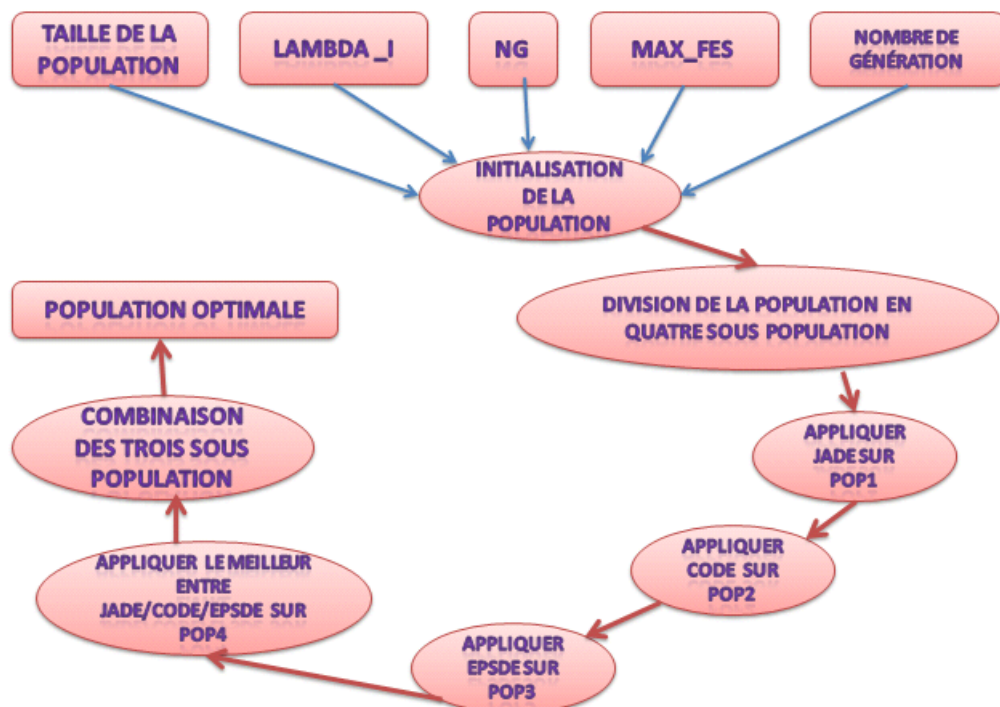 TAILLE DE LA
POPULATION
LAMBDA _I
NG
MAX_FES
NOMBRE DE
GÉNÉRATION
INITIALISATION
DE LA
POPULATION
DIVISION DE LA POPULATION EN
QUATRE SOUS POPULATION
APPLIQUER
JADE SUR
POP1
APPLIQUER
CODE SUR
POP2
APPLIQUER
EPSDE SUR
POP3
APPLIQUER LE MEILLEUR
ENTRE
JADE/CODE/EPSDE SUR
POP4
COMBINAISON
DES TROIS SOUS
POPULATION
POPULATION OPTIMALE